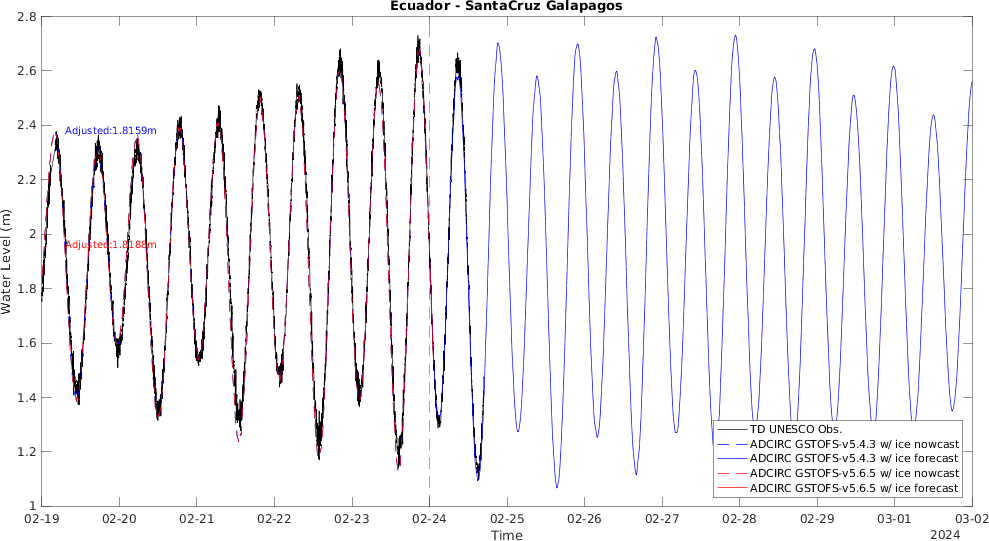 Ecuador - SantaCruz Galapagos
2.8
2.6
2.4
2.2
2
1.8
1.6
1.4
1.2
1
Water Level (m)
Adjusted:1.8159m
Adjusted:1.8188m
TD UNESCO Obs.
ADCIRC GSTOFS-v5.4.3 w/ ice nowcast
ADCIRC GSTOFS-v5.4.3 w/ ice forecast
ADCIRC GSTOFS-v5.6.5 w/ ice nowcast
ADCIRC GSTOFS-v5.6.5 w/ ice forecast
02-19 02-20 02-21 02-22 02-23 02-24 02-25 02-26 02-27 02-28 02-29 03-01 03-02
Time
2024